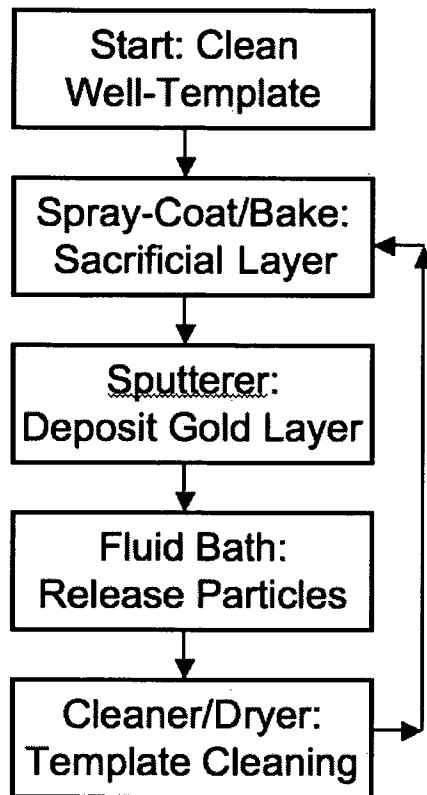 Start: Clean
Well-Template
Spray-Coat/Bake:
Sacrificial Layer
Sputterer:
Deposit Gold Layer
Fluid Bath:
Release Particles
Cleaner/Dryer:
Template Cleaning